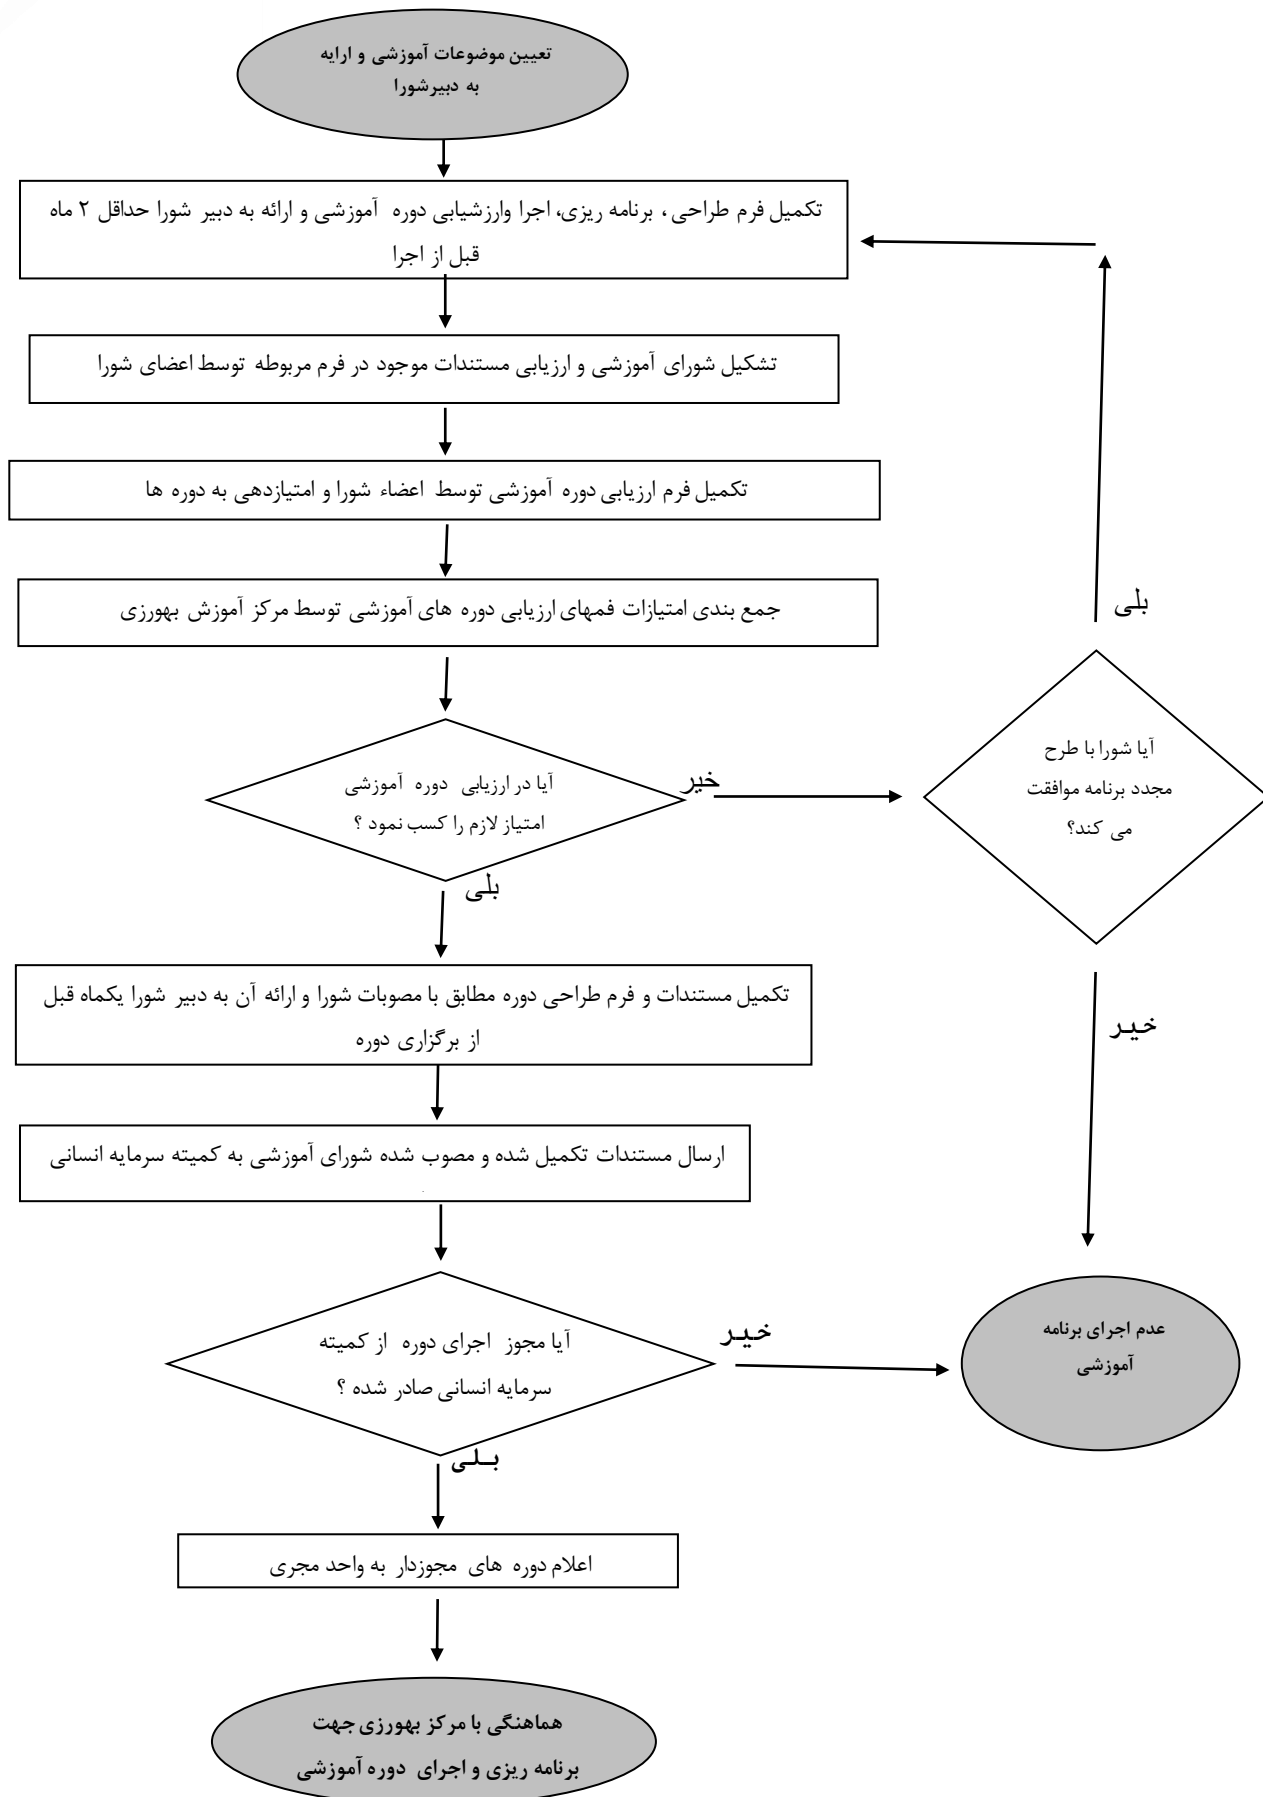 تعیین موضوعات آموزشی و ارایه
به دبیرشورا
تکمیل فرم طراحی ، برنامه ریزی، اجرا وارزشیابی دوره آموزشی و ارائه به دبیر شورا حداقل ۲ ماه
قبل از اجرا
تشکیل شورای آموزشی و ارزیابی مستندات موجود در فرم مربوطه توسط اعضای شورا
تکمیل فرم ارزیابی دوره آموزشی توسط اعضاء شورا و امتیازدهی به دوره ها
جمع بندی امتیازات فمهای ارزیابی دوره های آموزشی توسط مرکز آموزش بهورزی
بلی
آیا در ارزیابی دوره آموزشی
امتیاز لازم را کسب نمود ؟
خیر
آیا شورا با طرح
مجدد برنامه موافقت
می کند؟
بلی
خیر
تکمیل مستندات و فرم طراحی دوره مطابق با مصوبات شورا و ارائه آن به دبیر شورا یکماه قبل
از برگزاری دوره
ارسال مستندات تکمیل شده و مصوب شده شورای آموزشی به کمیته سرمایه انسانی
.
آیا مجوز اجرای دوره از کمیته
سرمایه انسانی صادر شده ؟
خیر
عدم اجرای برنامه
آموزشی
بلی
اعلام دوره های مجوزدار به واحد مجری
هماهنگی با مرکز بهورزی جهت
برنامه ریزی و اجرای دوره آموزشی